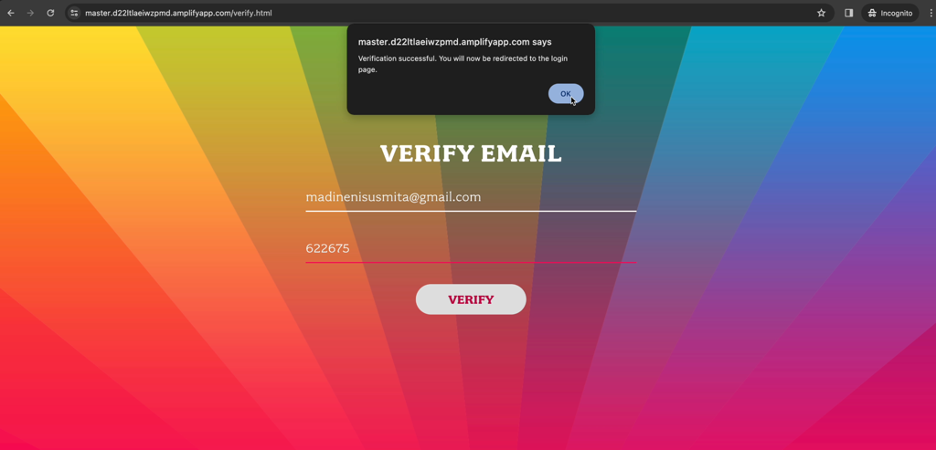 master.d22ltlaeiwzpmd.amplifyapp.com/verify.html
Incognito
master.d22ltlaeiwzpmd.amplifyapp.com says
Verification successful. You will now be redirected to the login
page.
OK
VERIFY EMAIL
madinenisusmita@gmail.com
622675
VERIFY